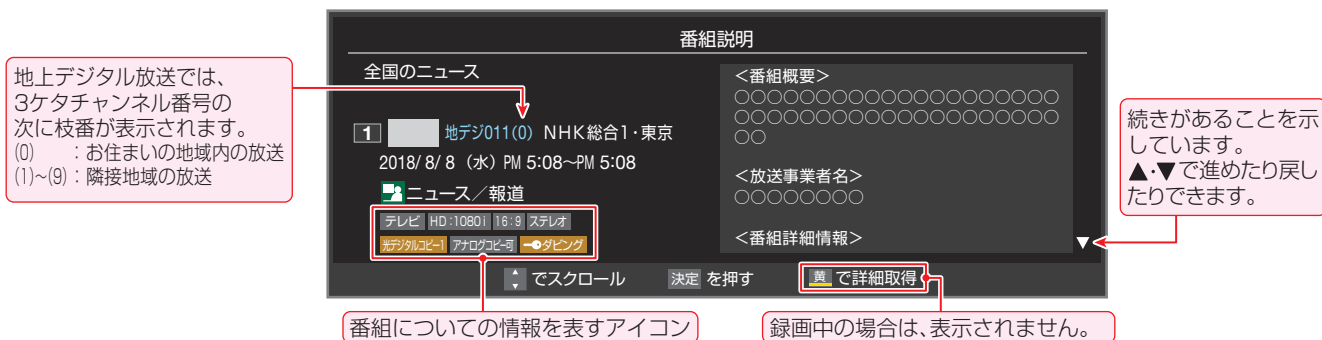 番組説明
地上デジタル放送では、
3ケタチャンネル番号の
次に枝番が表示されます。
(0)　：お住まいの地域内の放送
(1)~(9)：隣接地域の放送
全国のニュース
1 地デジ011(0) NHK総合1・東京
2018/ 8/ 8 （水） PM 5:08~PM 5:08
ニュース／報道
テレビ HD:1080i 16:9 ステレオ
光デジタルコピー1 アナログコピー可 ダビング
<番組概要>
○○○○○○○○○○○○○○○○○○○○
○○○○○○○○○○○○○○○○○○○○
○○
<放送事業者名>
○○○○○○○○
<番組詳細情報>
▼
続きがあることを示
しています。
▲・▼で進めたり戻し
たりできます。
でスクロール 決定 を押す 黄 で詳細取得
番組についての情報を表すアイコン
録画中の場合は、表示されません。